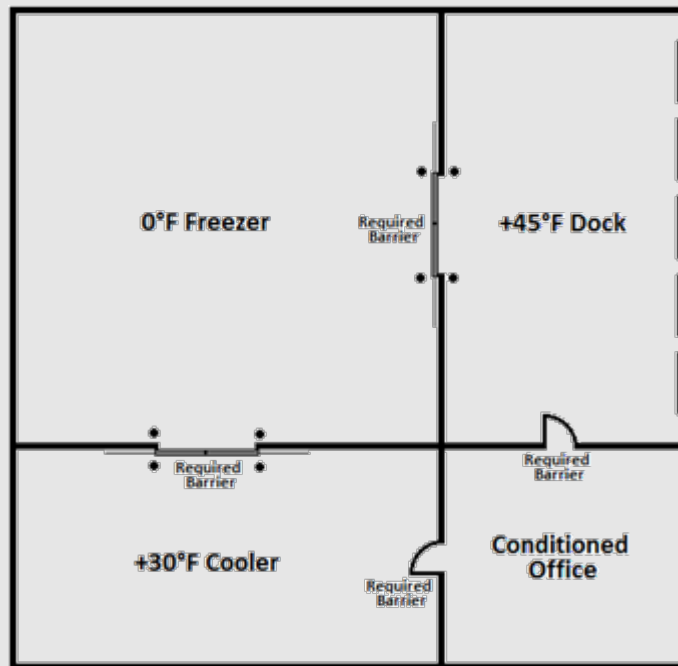 0°F Freezer
Required
Barrier
+45°F Dock
Required
Barrier
Required
Barrier
+30°F Cooler
Required
Barrier
Conditioned
Office